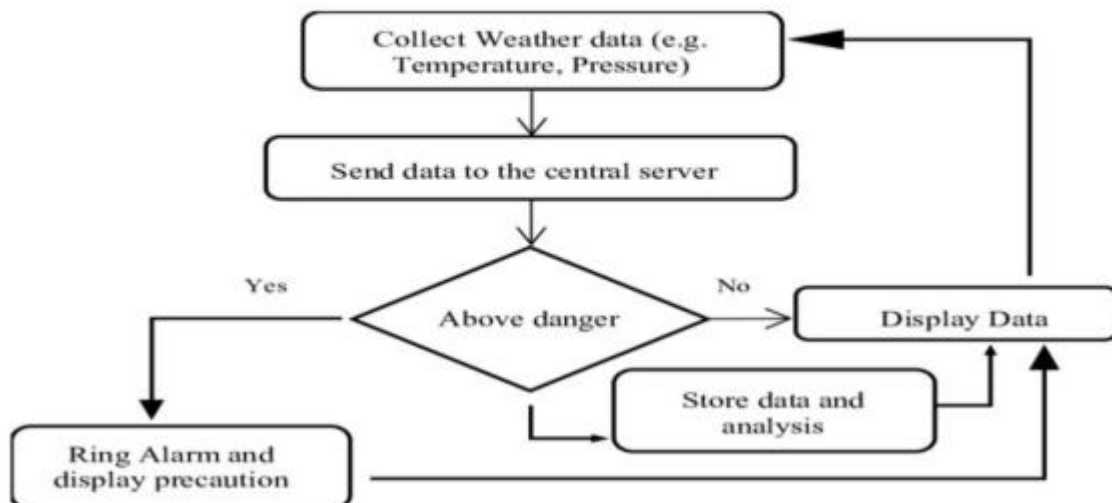 Collect Weather data (e.g.
Temperature, Pressure)
Send data to the central server
Yes
No
Above danger
Display Data
Store data and
analysis
Ring Alarm and
display precaution